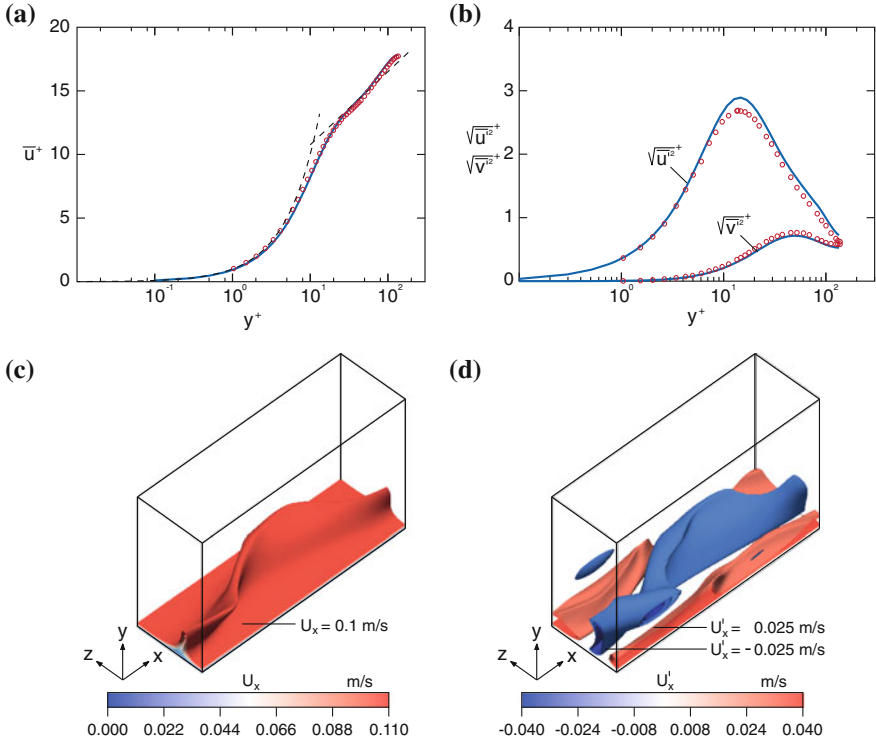 (a)
20
15
10
5
0
u̅⁺
10⁻¹
10⁰
10¹
10²
y⁺
(b)
4
3
2
1
0
√u̅'²⁺
√v̅'²⁺
√u̅'²⁺
√v̅'²⁺
10⁰
10¹
10²
y⁺
(c)
Uₓ = 0.1 m/s
y
z
x
Uₓ
m/s
0.000 0.022 0.044 0.066 0.088 0.110
(d)
U'ₓ = 0.025 m/s
U'ₓ = - 0.025 m/s
y
z
x
U'ₓ
m/s
-0.040 -0.024 -0.008 0.008 0.024 0.040